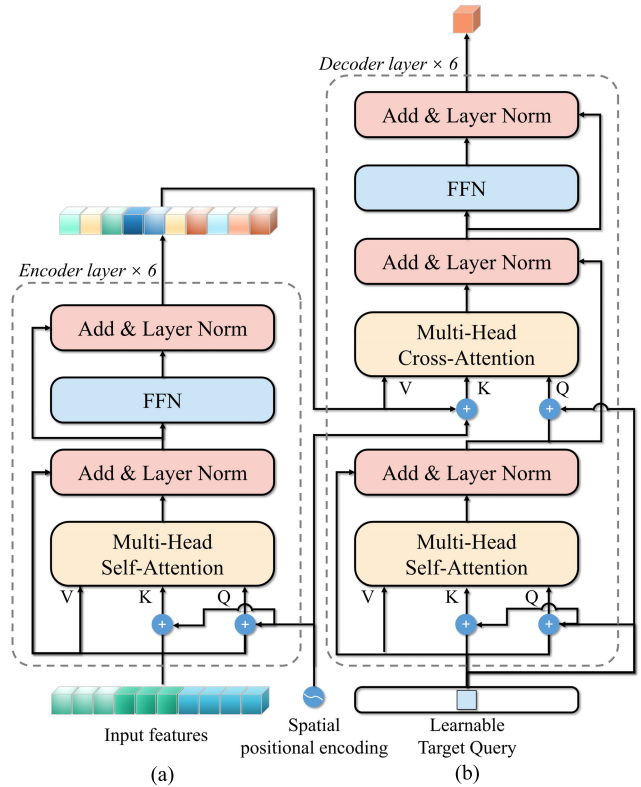 Decoder layer × 6
Add & Layer Norm
FFN
Add & Layer Norm
Multi-Head
Cross-Attention
V
K
Q
+
+
Add & Layer Norm
Multi-Head
Self-Attention
V
K
Q
+
+
Learnable
Target Query
(b)
Encoder layer × 6
Add & Layer Norm
FFN
Add & Layer Norm
Multi-Head
Self-Attention
V
K
Q
+
+
Input features
Spatial
positional encoding
(a)